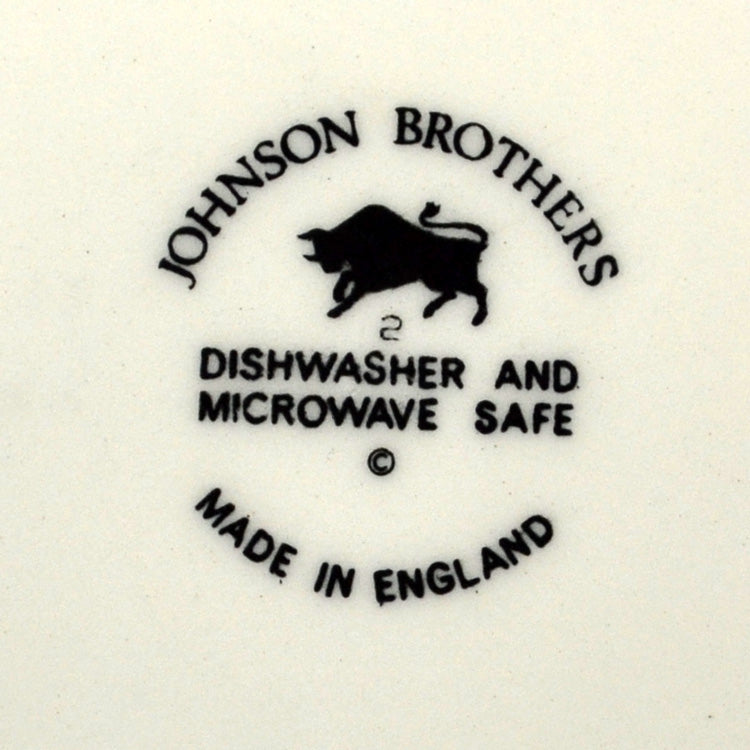 JOHNSON BROTHERS
2
DISHWASHER AND
MICROWAVE SAFE
©
MADE IN ENGLAND